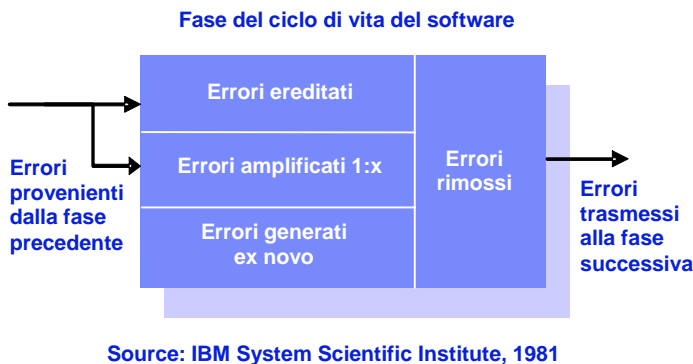 Fase del ciclo di vita del software
Errori ereditati
Errori amplificati 1:x
Errori generati
ex novo
Errori
rimossi
Errori
provenienti
dalla fase
precedente
Errori
trasmessi
alla fase
successiva
Source: IBM System Scientific Institute, 1981